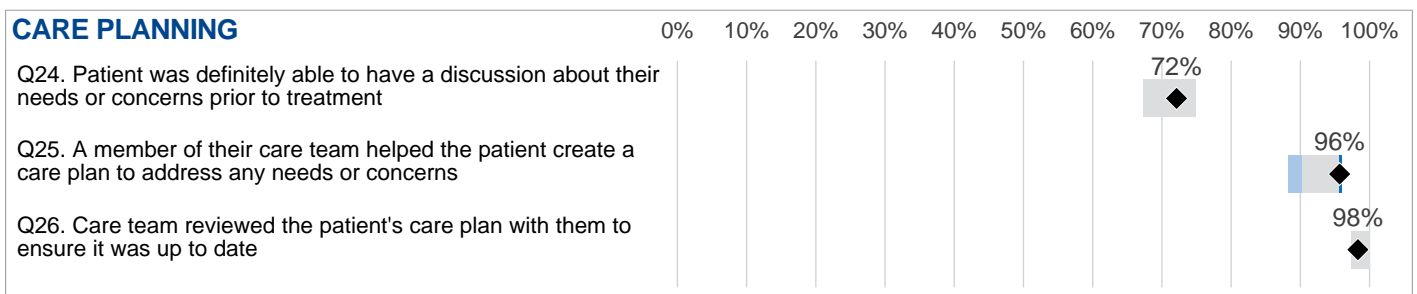 CARE PLANNING
0% 10% 20% 30% 40% 50% 60% 70% 80% 90% 100%
Q24. Patient was definitely able to have a discussion about their
needs or concerns prior to treatment
72%
Q25. A member of their care team helped the patient create a
care plan to address any needs or concerns
96%
Q26. Care team reviewed the patient's care plan with them to
ensure it was up to date
98%